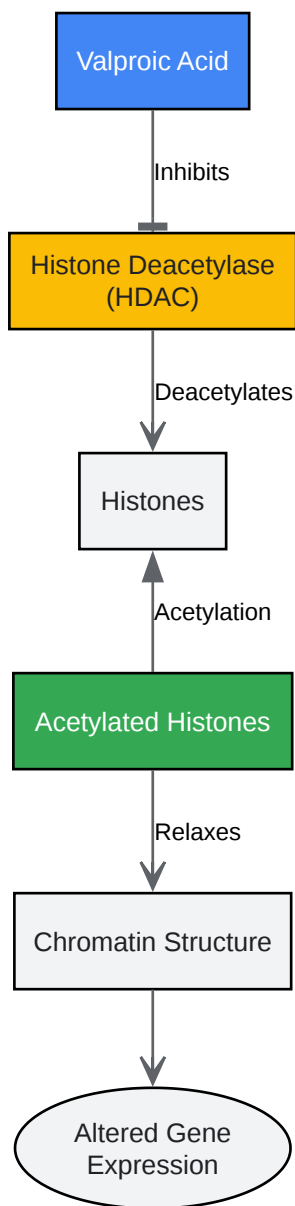 Valproic Acid
Inhibits
Histone Deacetylase
(HDAC)
Deacetylates
Histones
Acetylation
Acetylated Histones
Relaxes
Chromatin Structure
Altered Gene
Expression